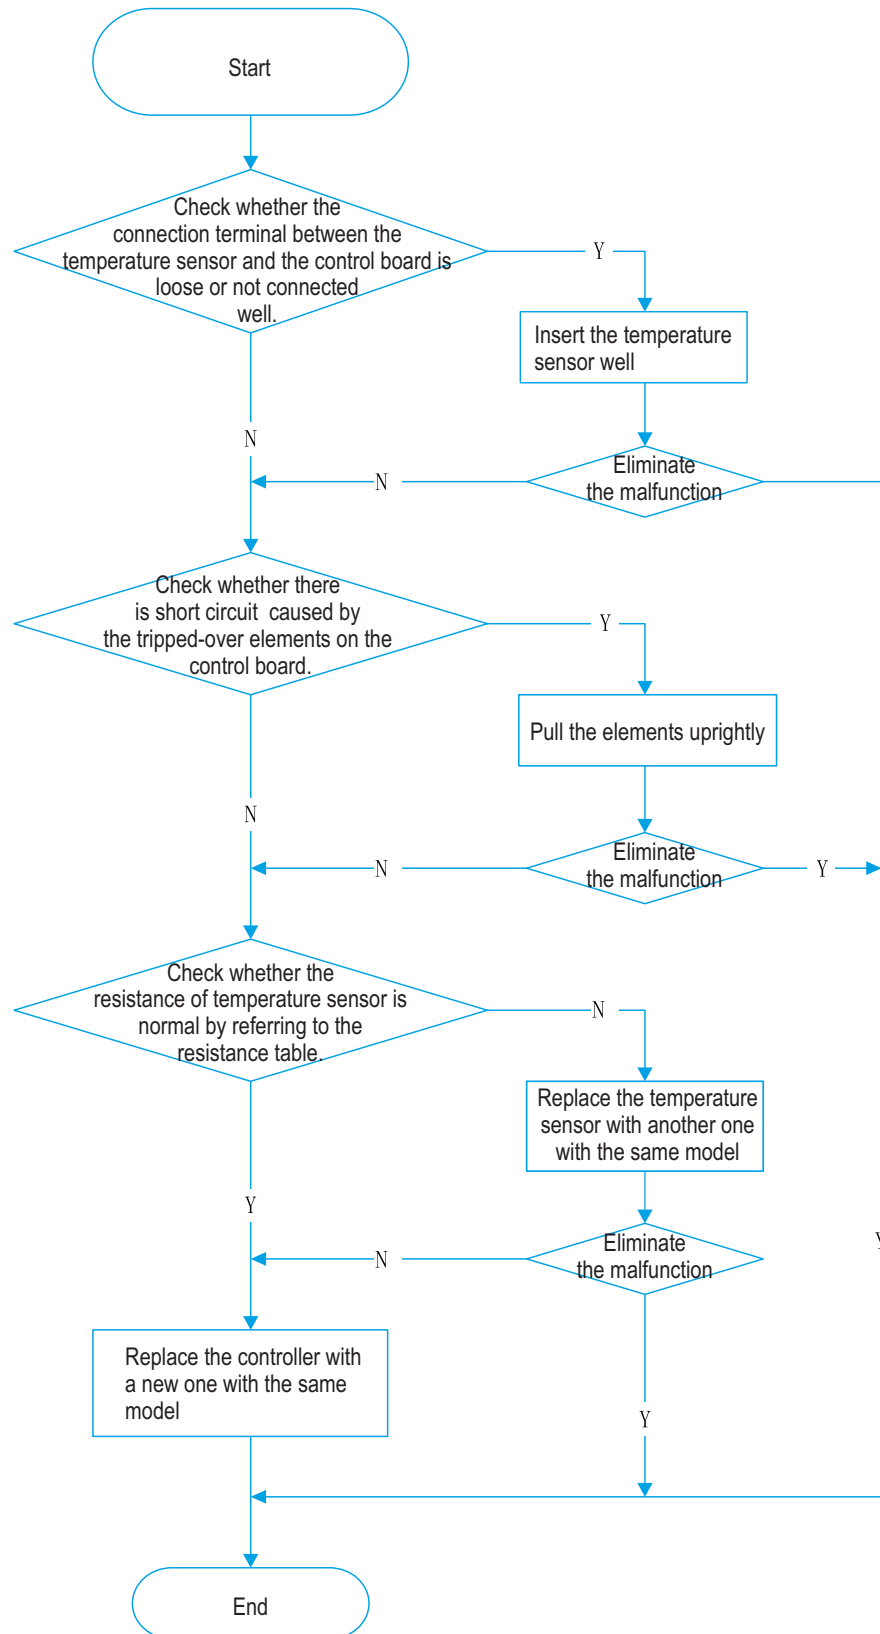 Start
Check whether the
connection terminal between the
temperature sensor and the control board is
loose or not connected
well.
Y
Insert the temperature
sensor well
N
Eliminate
the malfunction
N
Check whether there
is short circuit caused by
the tripped-over elements on the
control board.
Y
Pull the elements uprightly
N
Eliminate
the malfunction
N
Y
Check whether the
resistance of temperature sensor is
normal by referring to the
resistance table.
N
Replace the temperature
sensor with another one
with the same model
Y
Eliminate
the malfunction
N
Y
Replace the controller with
a new one with the same
model
Y
End